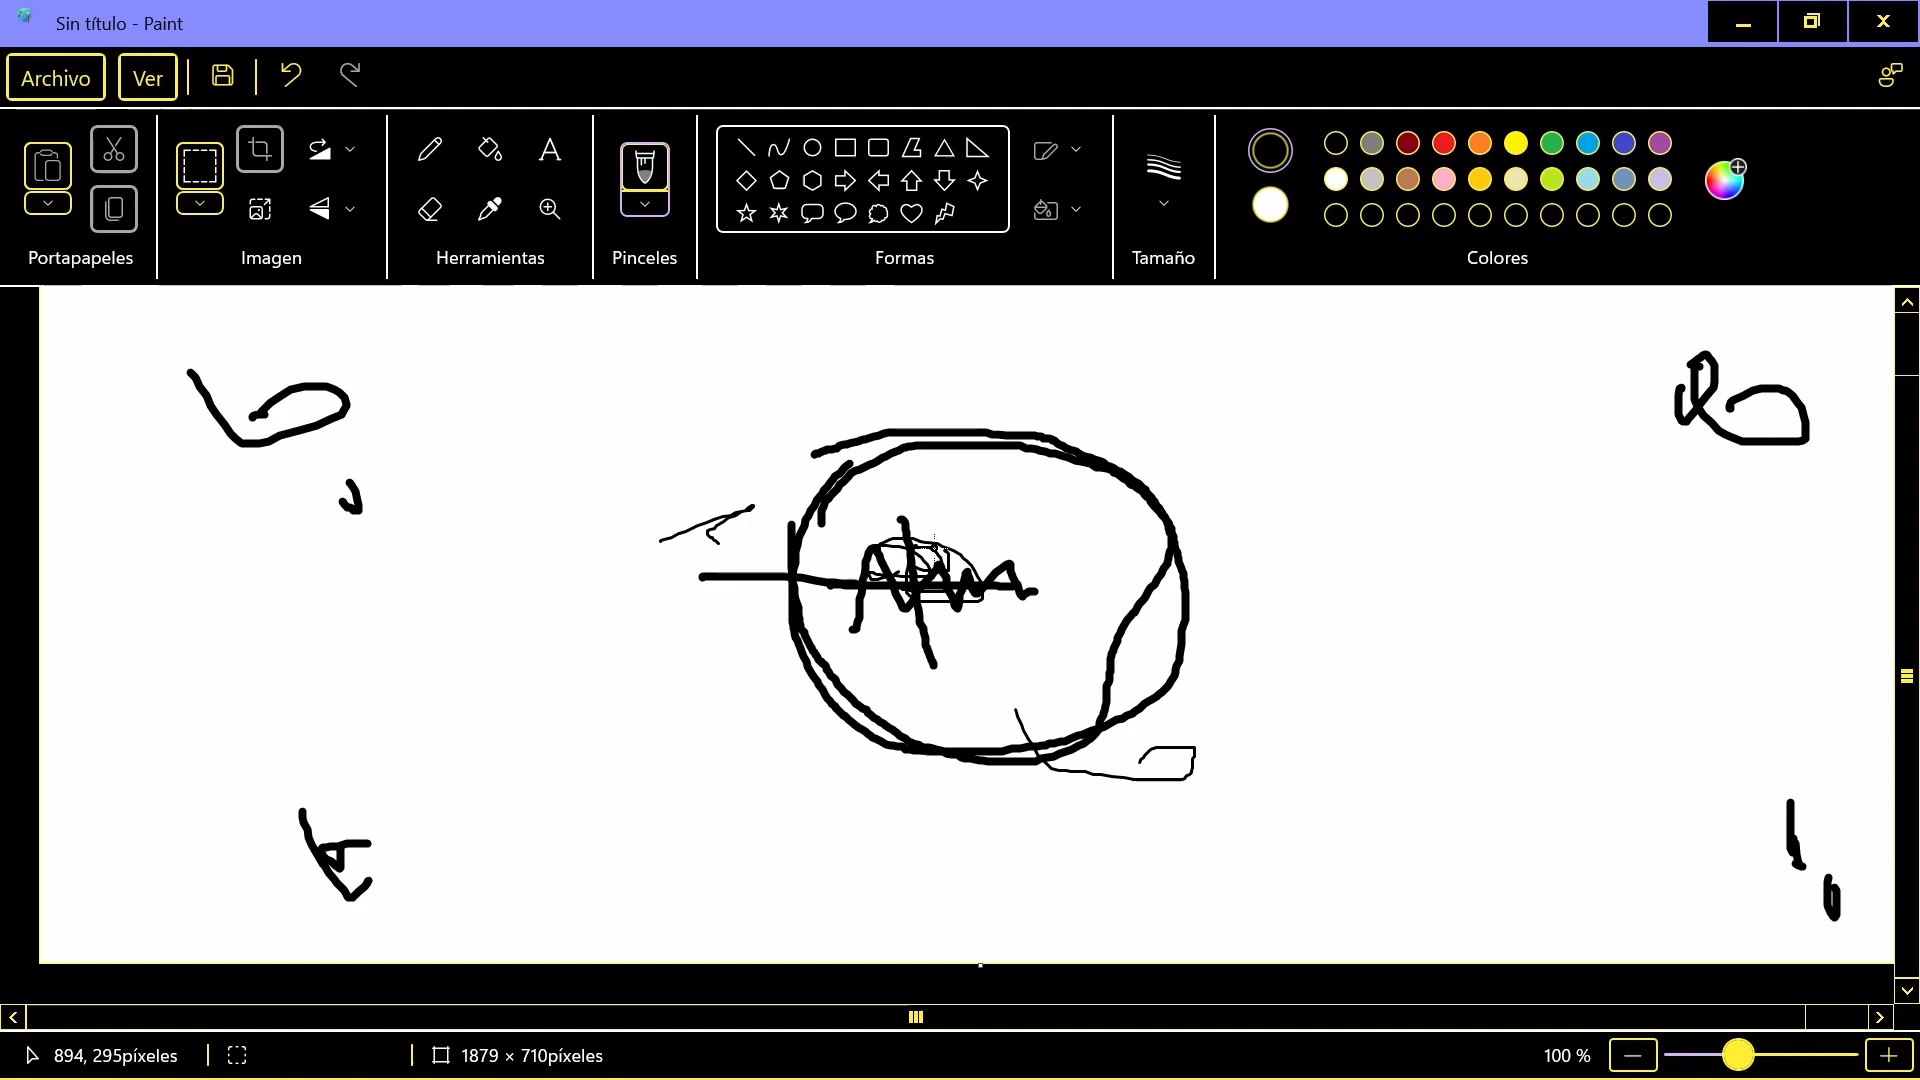 Sin título - Paint
Archivo Ver
Portapapeles Imagen Herramientas Pinceles Formas Tamaño Colores
894, 295píxeles 1879 × 710píxeles 100 %